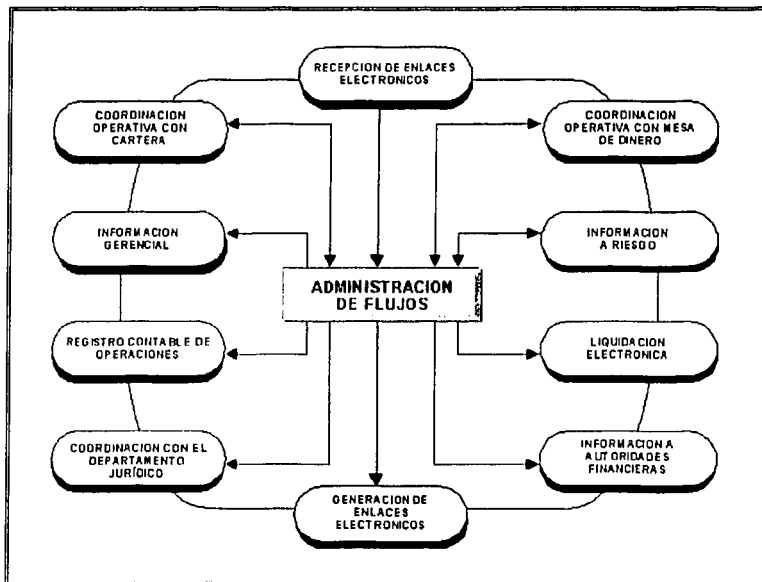 RECEPCION DE ENLACES
ELECTRONICOS
COORDINACION
OPERATIVA CON
CARTERA
COORDINACION
OPERATIVA CON MESA
DE DINERO
INFORMACION
GERENCIAL
INFORMACION
A RIESGO
ADMINISTRACION
DE FLUJOS
REGISTRO CONTABLE DE
OPERACIONES
LIQUIDACION
ELECTRONICA
COORDINACION CON EL
DEPARTAMENTO
JURÍDICO
INFORMACION A
AUTORIDADES
FINANCIERAS
GENERACION DE
ENLACES
ELECTRONICOS